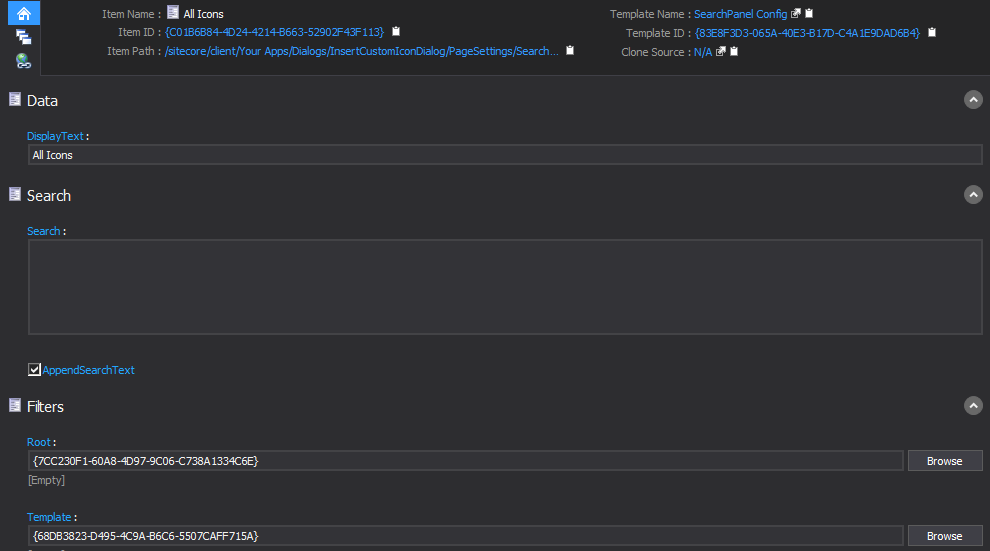 Item Name : All Icons
Template Name : SearchPanel Config
Item ID : {C01B6B84-4D24-4214-B663-52902F43F113}
Template ID : {83E8F3D3-065A-40E3-B17D-C4A1E9DAD6B4}
Item Path : /sitecore/client/Your Apps/Dialogs/InsertCustomIconDialog/PageSettings/Search...
Clone Source : N/A
Data
DisplayText :
All Icons
Search
Search :
AppendSearchText
Filters
Root :
{7CC230F1-60A8-4D97-9C06-C738A1334C6E}
Browse
[Empty]
Template :
{68DB3823-D495-4C9A-B6C6-5507CAFF715A}
Browse